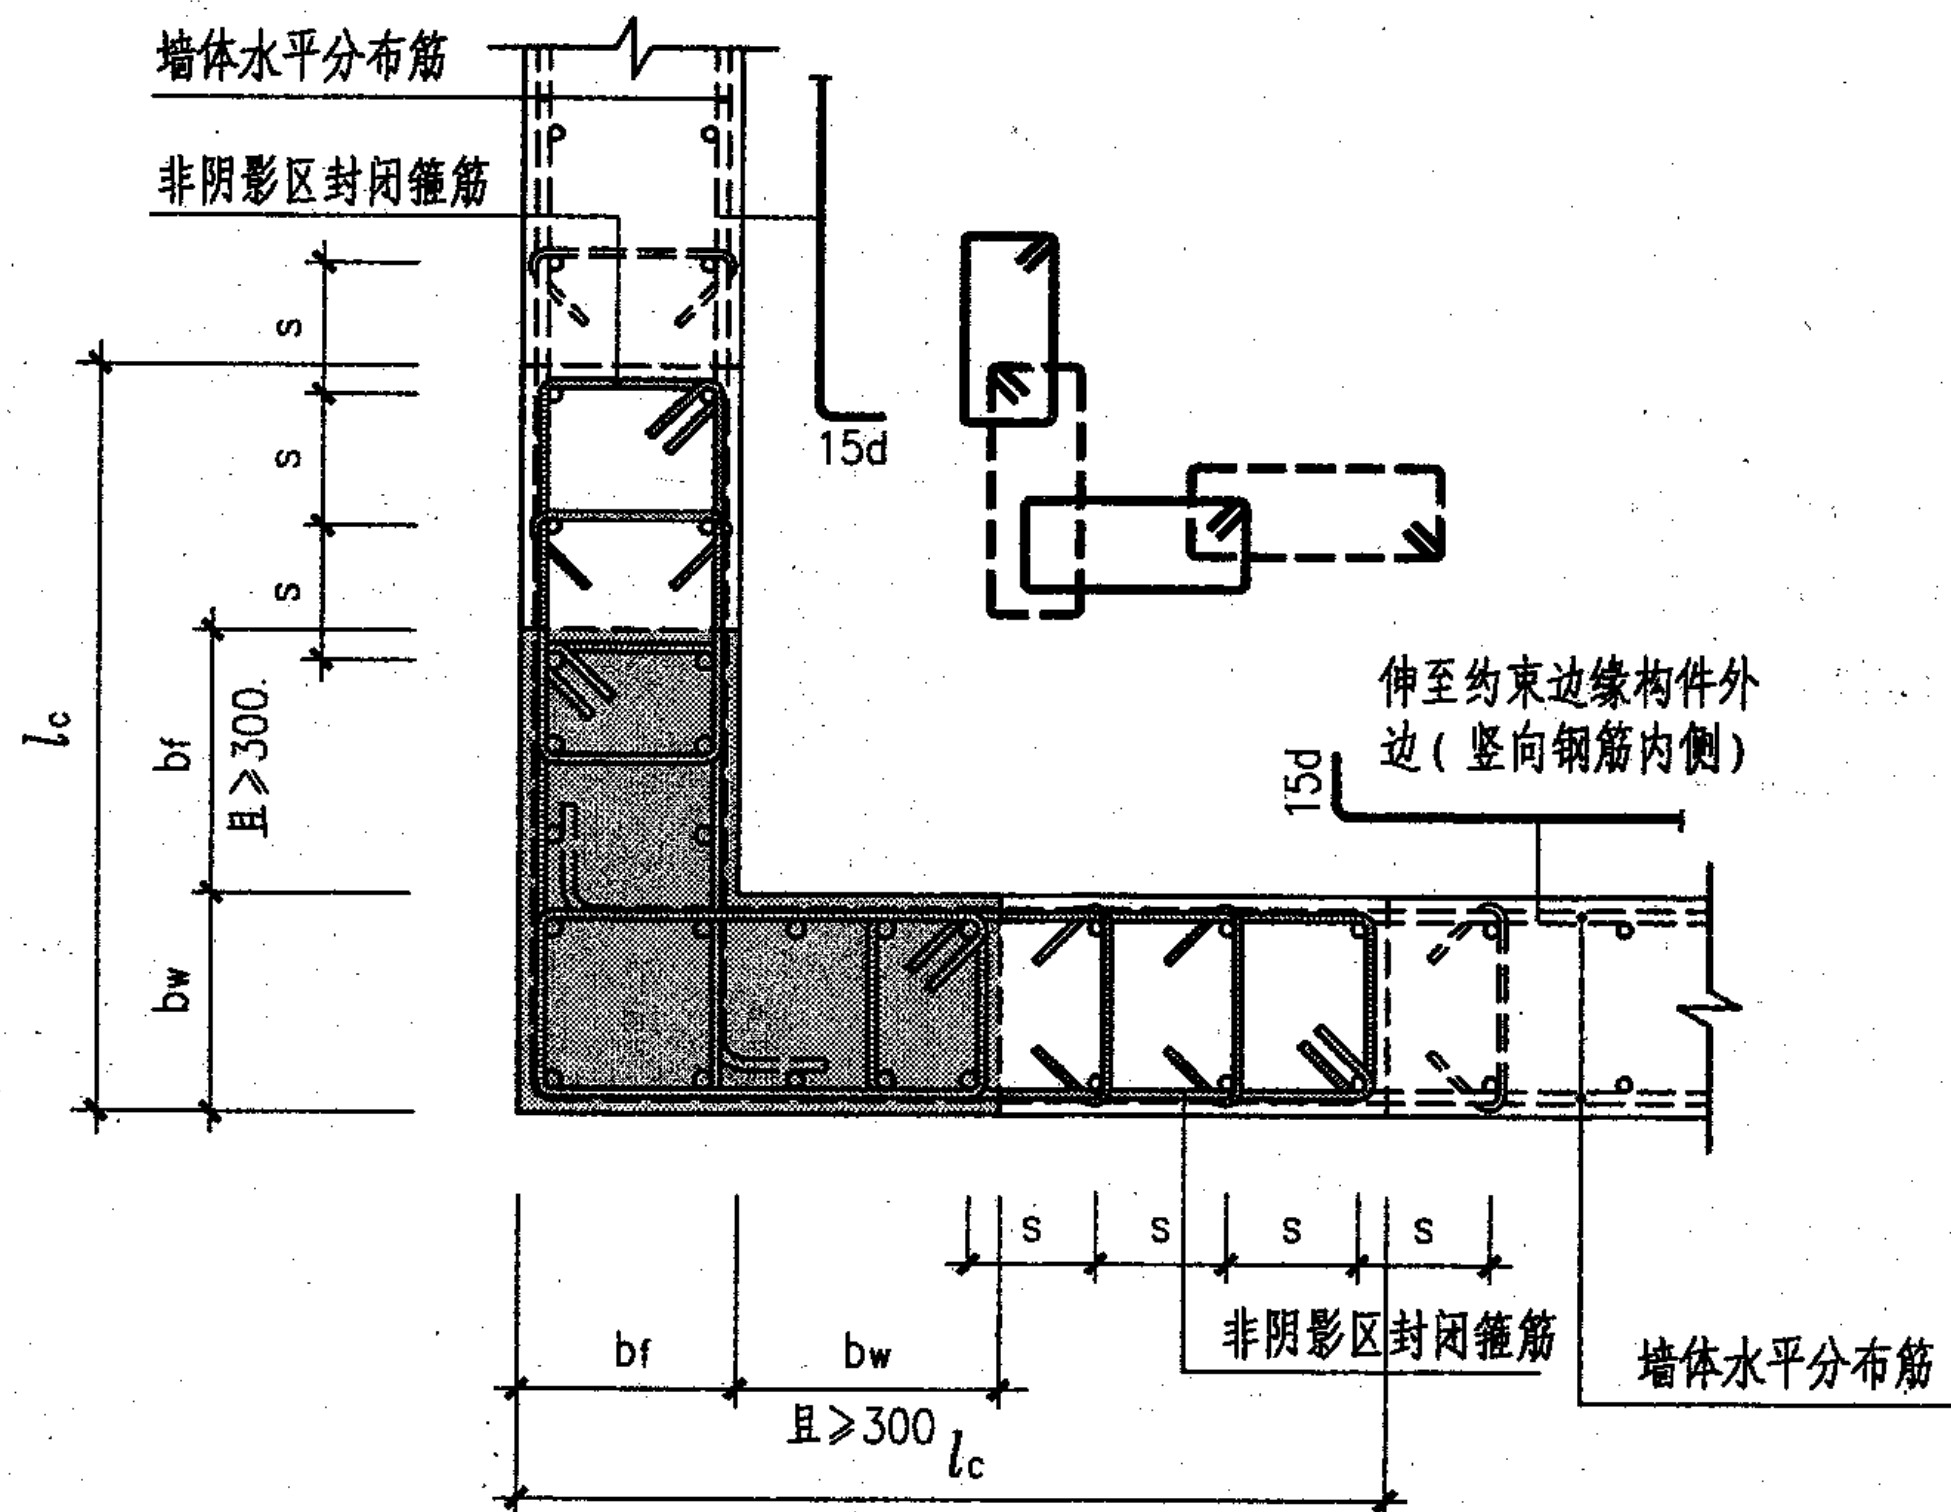 墙体水平分布筋
非阴影区封闭箍筋
s
s
s
15d
lc
bf
且≥300
bw
伸至约束边缘构件外
边(竖向钢筋内侧)
15d
s
s
s
s
非阴影区封闭箍筋
墙体水平分布筋
bf
bw
且≥300
lc